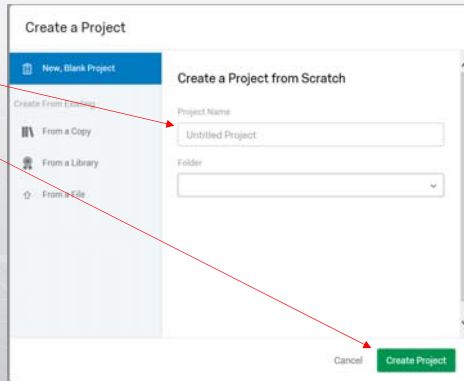 Create a Project
New, Blank Project
Create From Existing
From a Copy
From a Library
From a File
Create a Project from Scratch
Project Name
Untitled Project
Folder
Cancel
Create Project